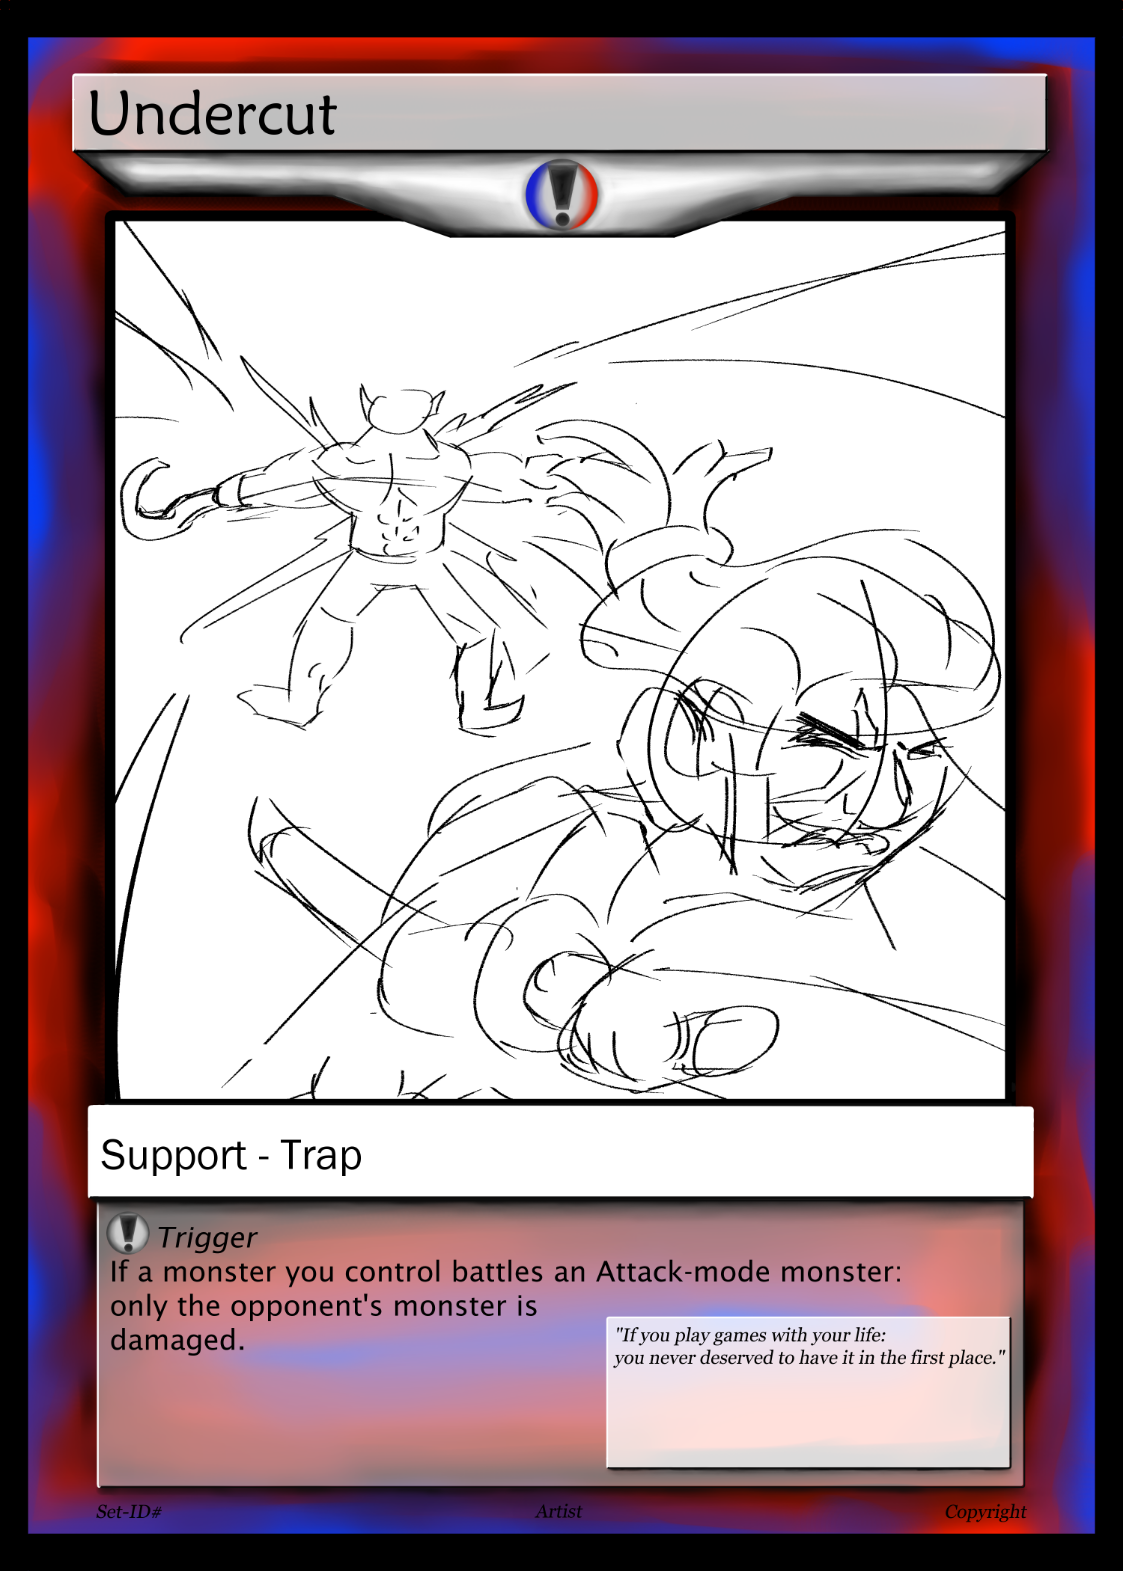 Undercut
Support - Trap
Trigger
If a monster you control battles an Attack-mode monster:
only the opponent's monster is
damaged.
"If you play games with your life:
you never deserved to have it in the first place."
Set-ID#
Artist
Copyright